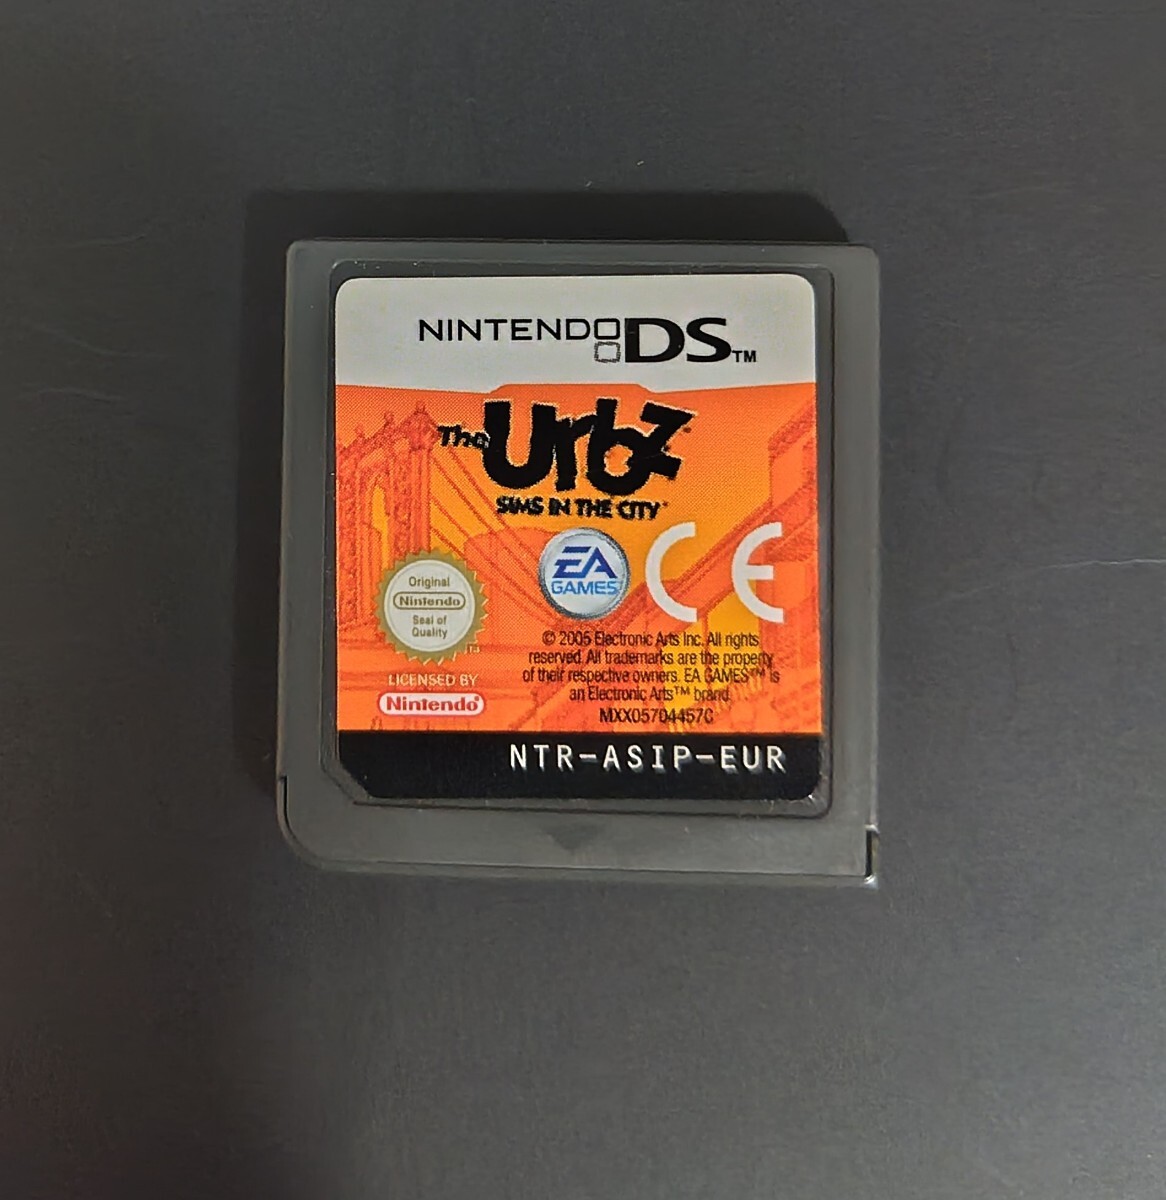 NINTENDO DS™
The Urbz
SIMS IN THE CITY
EA
GAMES
CE
Original
Nintendo
Seal of
Quality
TM
LICENSED BY
Nintendo®
© 2005 Electronic Arts Inc. All rights
reserved. All trademarks are the property
of their respective owners. EA GAMES™ is
an Electronic Arts™ brand.
MXX05704457C
NTR-ASIP-EUR